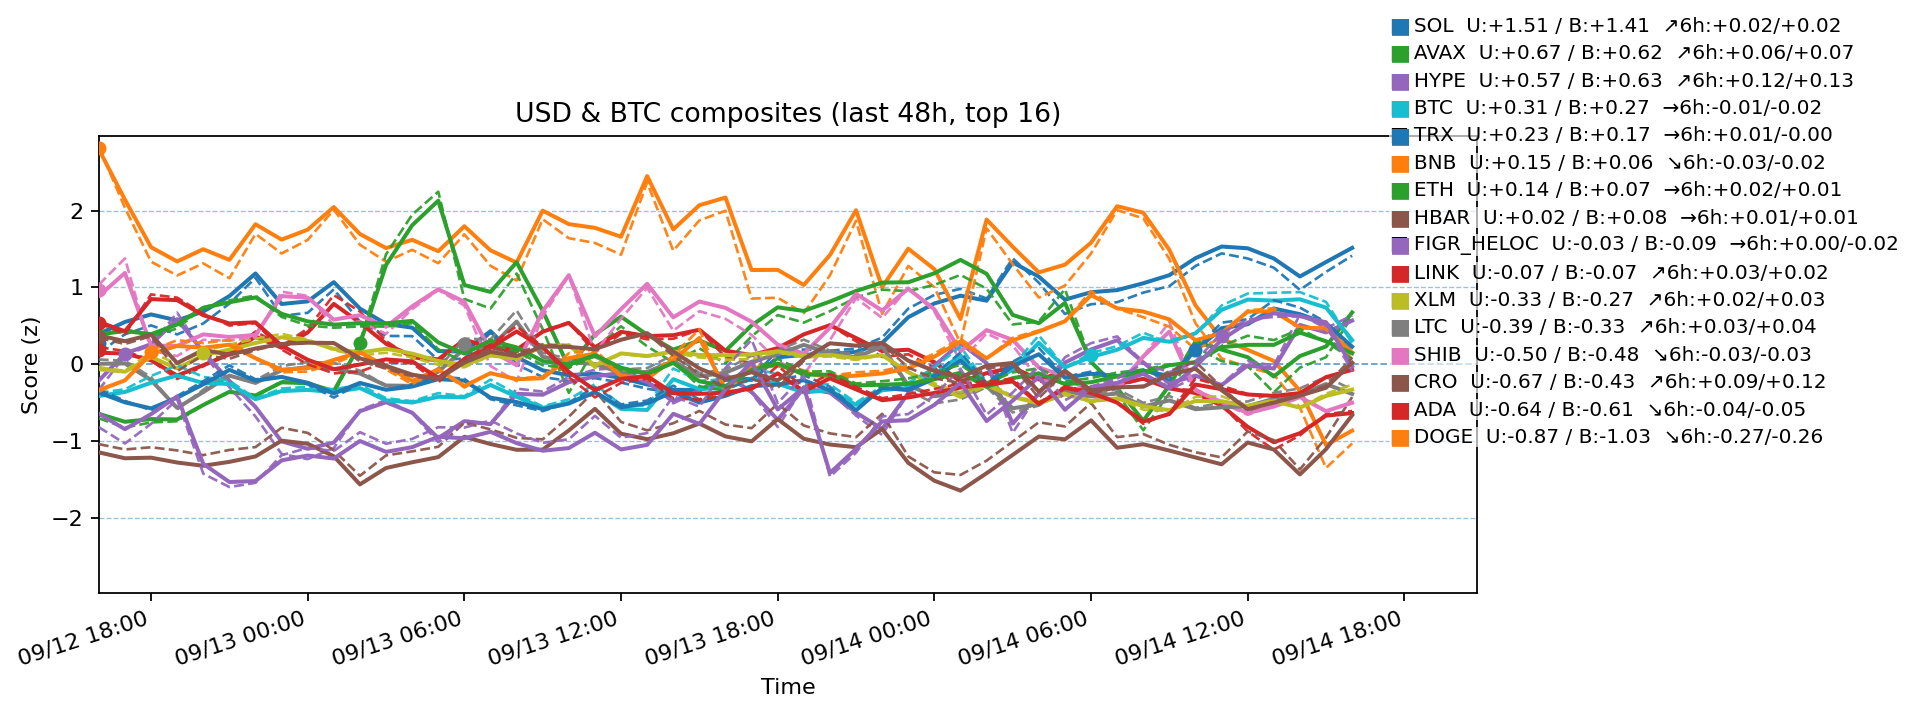 SOL U:+1.51 / B:+1.41 ↗6h:+0.02/+0.02
AVAX U:+0.67 / B:+0.62 ↗6h:+0.06/+0.07
HYPE U:+0.57 / B:+0.63 ↗6h:+0.12/+0.13
BTC U:+0.31 / B:+0.27 →6h:-0.01/-0.02
TRX U:+0.23 / B:+0.17 →6h:+0.01/-0.00
BNB U:+0.15 / B:+0.06 ↘6h:-0.03/-0.02
ETH U:+0.14 / B:+0.07 →6h:+0.02/+0.01
HBAR U:+0.02 / B:+0.08 →6h:+0.01/+0.01
FIGR_HELOC U:-0.03 / B:-0.09 →6h:+0.00/-0.02
LINK U:-0.07 / B:-0.07 ↗6h:+0.03/+0.02
XLM U:-0.33 / B:-0.27 ↗6h:+0.02/+0.03
LTC U:-0.39 / B:-0.33 ↗6h:+0.03/+0.04
SHIB U:-0.50 / B:-0.48 ↘6h:-0.03/-0.03
CRO U:-0.67 / B:-0.43 ↗6h:+0.09/+0.12
ADA U:-0.64 / B:-0.61 ↘6h:-0.04/-0.05
DOGE U:-0.87 / B:-1.03 ↘6h:-0.27/-0.26
USD & BTC composites (last 48h, top 16)
Score (z)
2
1
0
−1
−2
09/12 18:00
09/13 00:00
09/13 06:00
09/13 12:00
09/13 18:00
09/14 00:00
09/14 06:00
09/14 12:00
09/14 18:00
Time